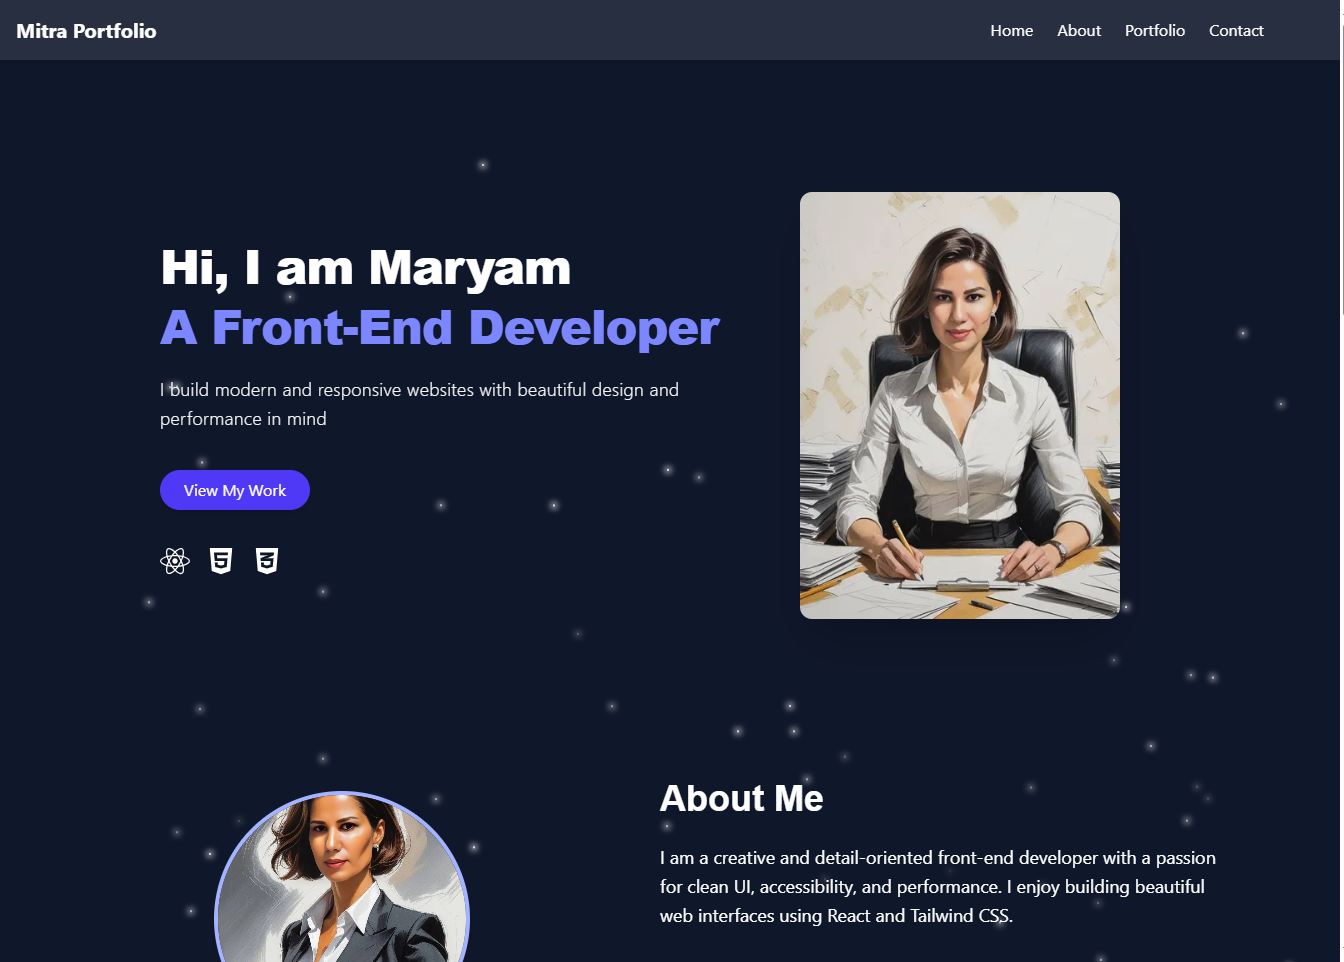 Mitra Portfolio
Home About Portfolio Contact
Hi, I am Maryam
A Front-End Developer
I build modern and responsive websites with beautiful design and
performance in mind
View My Work
About Me
I am a creative and detail-oriented front-end developer with a passion
for clean UI, accessibility, and performance. I enjoy building beautiful
web interfaces using React and Tailwind CSS.